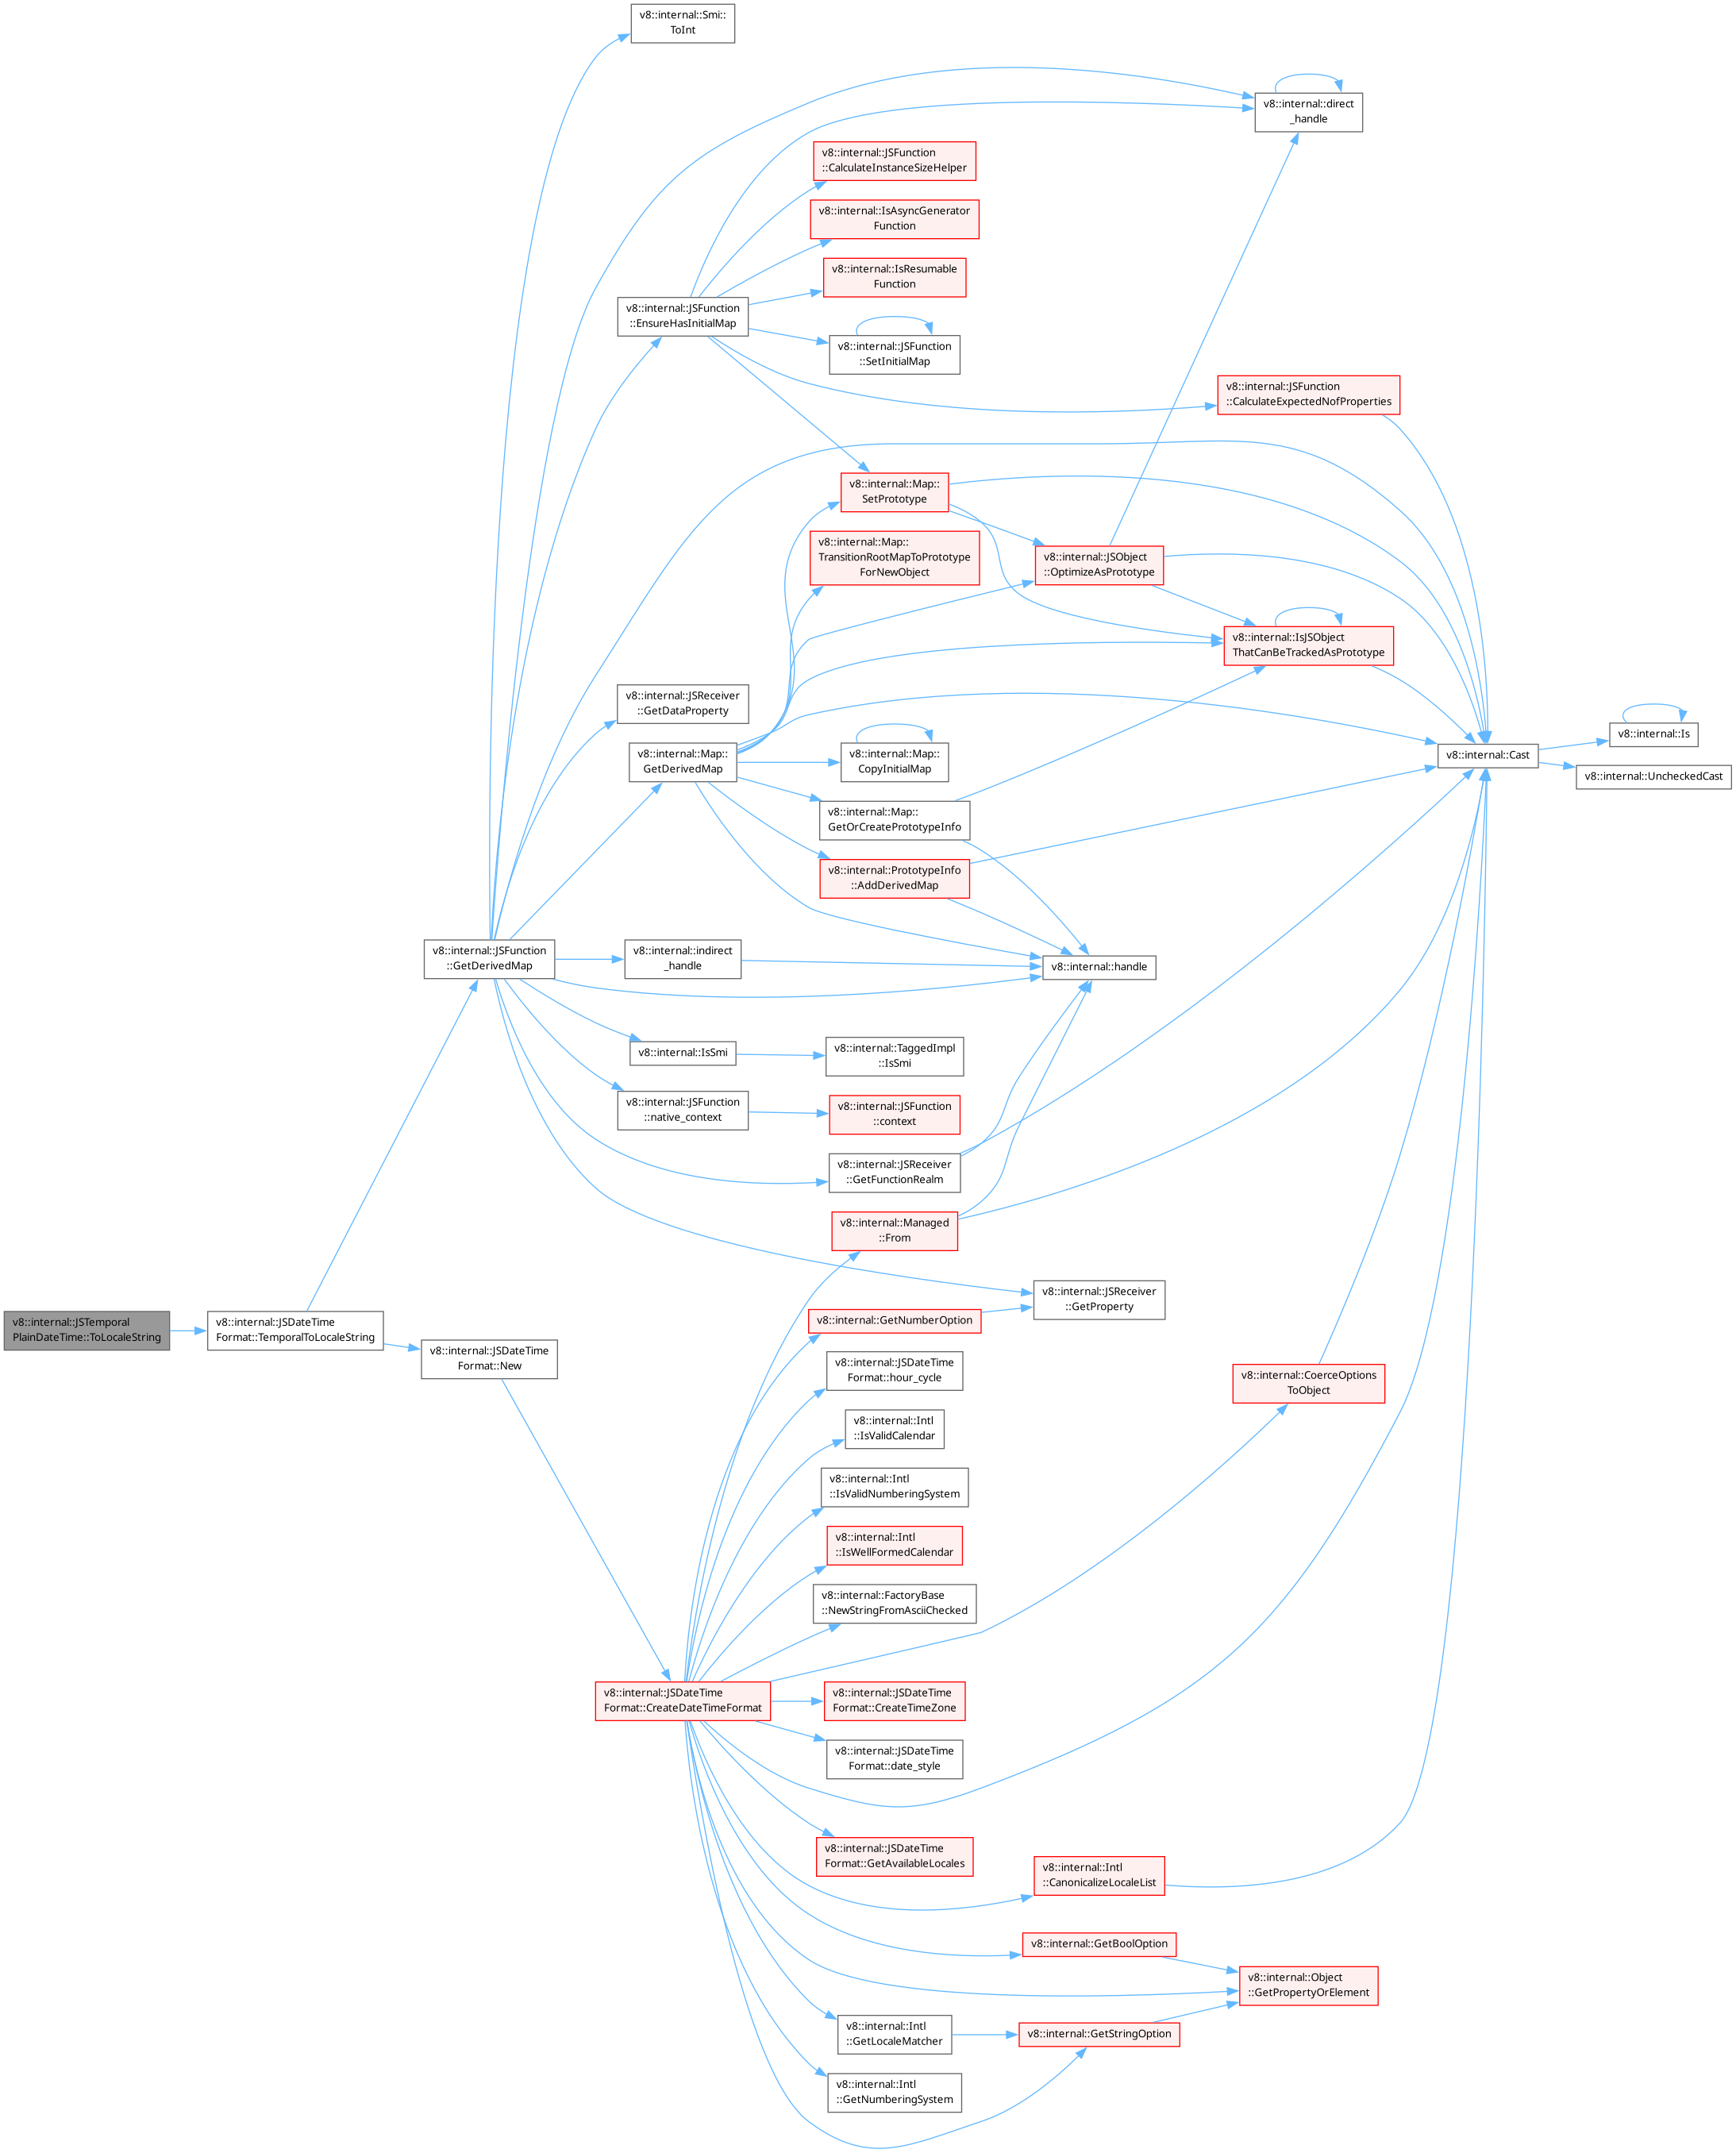 v8::internal::Smi::
ToInt
v8::internal::direct
_handle
v8::internal::JSFunction
::CalculateInstanceSizeHelper
v8::internal::IsAsyncGenerator
Function
v8::internal::IsResumable
Function
v8::internal::JSFunction
::EnsureHasInitialMap
v8::internal::JSFunction
::SetInitialMap
v8::internal::JSFunction
::CalculateExpectedNofProperties
v8::internal::Map::
SetPrototype
v8::internal::Map::
TransitionRootMapToPrototype
ForNewObject
v8::internal::JSObject
::OptimizeAsPrototype
v8::internal::IsJSObject
ThatCanBeTrackedAsPrototype
v8::internal::JSReceiver
::GetDataProperty
v8::internal::Map::
GetDerivedMap
v8::internal::Map::
CopyInitialMap
v8::internal::Cast
v8::internal::Is
v8::internal::UncheckedCast
v8::internal::Map::
GetOrCreatePrototypeInfo
v8::internal::PrototypeInfo
::AddDerivedMap
v8::internal::JSFunction
::GetDerivedMap
v8::internal::indirect
_handle
v8::internal::handle
v8::internal::IsSmi
v8::internal::TaggedImpl
::IsSmi
v8::internal::JSFunction
::native_context
v8::internal::JSFunction
::context
v8::internal::JSReceiver
::GetFunctionRealm
v8::internal::Managed
::From
v8::internal::JSReceiver
::GetProperty
v8::internal::JSTemporal
PlainDateTime::ToLocaleString
v8::internal::JSDateTime
Format::TemporalToLocaleString
v8::internal::GetNumberOption
v8::internal::JSDateTime
Format::New
v8::internal::JSDateTime
Format::hour_cycle
v8::internal::CoerceOptions
ToObject
v8::internal::Intl
::IsValidCalendar
v8::internal::Intl
::IsValidNumberingSystem
v8::internal::Intl
::IsWellFormedCalendar
v8::internal::FactoryBase
::NewStringFromAsciiChecked
v8::internal::JSDateTime
Format::CreateDateTimeFormat
v8::internal::JSDateTime
Format::CreateTimeZone
v8::internal::JSDateTime
Format::date_style
v8::internal::JSDateTime
Format::GetAvailableLocales
v8::internal::Intl
::CanonicalizeLocaleList
v8::internal::GetBoolOption
v8::internal::Object
::GetPropertyOrElement
v8::internal::Intl
::GetLocaleMatcher
v8::internal::GetStringOption
v8::internal::Intl
::GetNumberingSystem